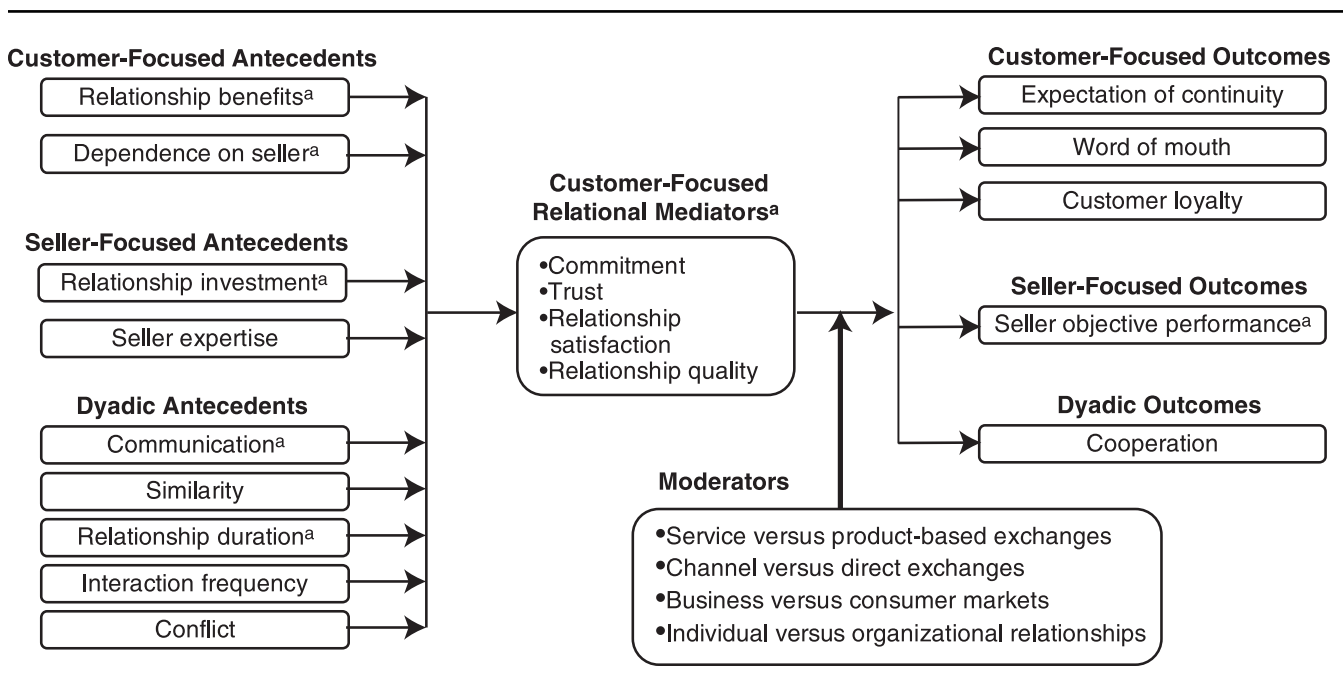 Customer-Focused Antecedents
Relationship benefitsᵃ
Dependence on sellerᵃ
Seller-Focused Antecedents
Relationship investmentᵃ
Seller expertise
Dyadic Antecedents
Communicationᵃ
Similarity
Relationship durationᵃ
Interaction frequency
Conflict
Customer-Focused
Relational Mediatorsᵃ
•Commitment
•Trust
•Relationship
satisfaction
•Relationship quality
Moderators
•Service versus product-based exchanges
•Channel versus direct exchanges
•Business versus consumer markets
•Individual versus organizational relationships
Customer-Focused Outcomes
Expectation of continuity
Word of mouth
Customer loyalty
Seller-Focused Outcomes
Seller objective performanceᵃ
Dyadic Outcomes
Cooperation